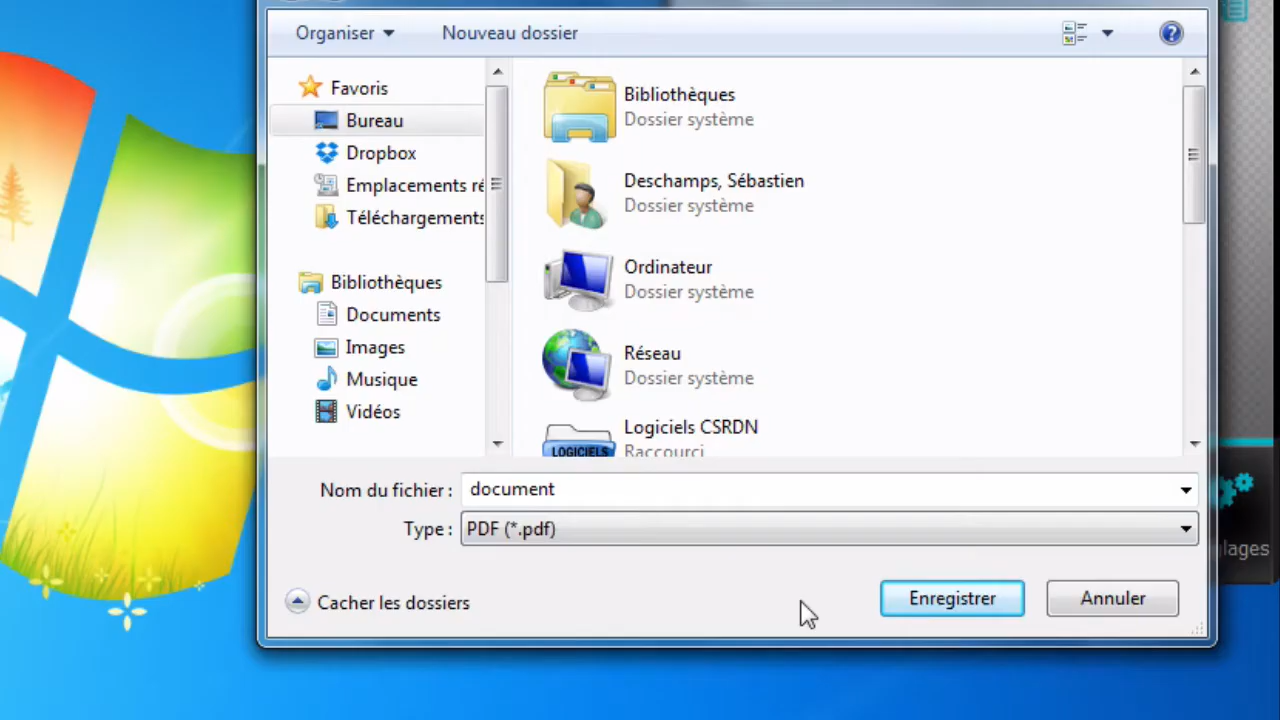 Organiser
Nouveau dossier
Favoris
Bureau
Dropbox
Emplacements ré
Téléchargements
Bibliothèques
Documents
Images
Musique
Vidéos
Bibliothèques
Dossier système
Deschamps, Sébastien
Dossier système
Ordinateur
Dossier système
Réseau
Dossier système
LOGICIELS
Logiciels CSRDN
Raccourci
Nom du fichier : document
Type : PDF (*.pdf)
Cacher les dossiers
Enregistrer
Annuler
lages